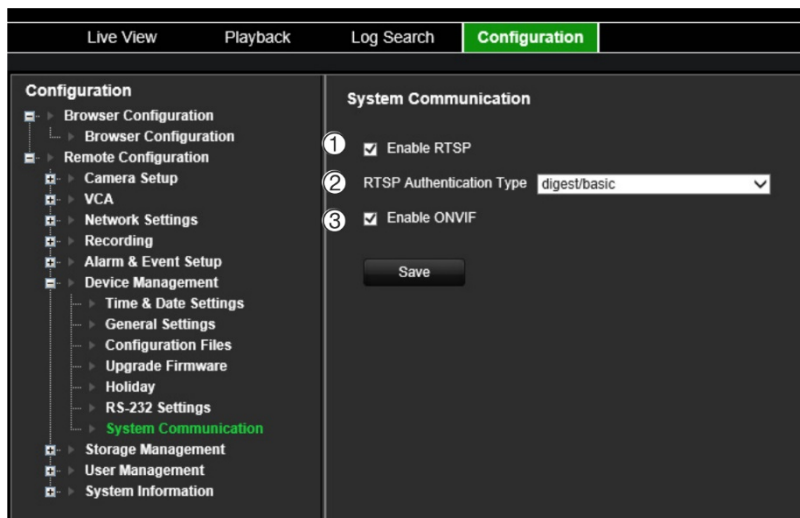 Live View Playback Log Search Configuration
Configuration
Browser Configuration
Browser Configuration
Remote Configuration
Camera Setup
VCA
Network Settings
Recording
Alarm & Event Setup
Device Management
Time & Date Settings
General Settings
Configuration Files
Upgrade Firmware
Holiday
RS-232 Settings
System Communication
Storage Management
User Management
System Information
System Communication
① Enable RTSP
② RTSP Authentication Type digest/basic
③ Enable ONVIF
Save